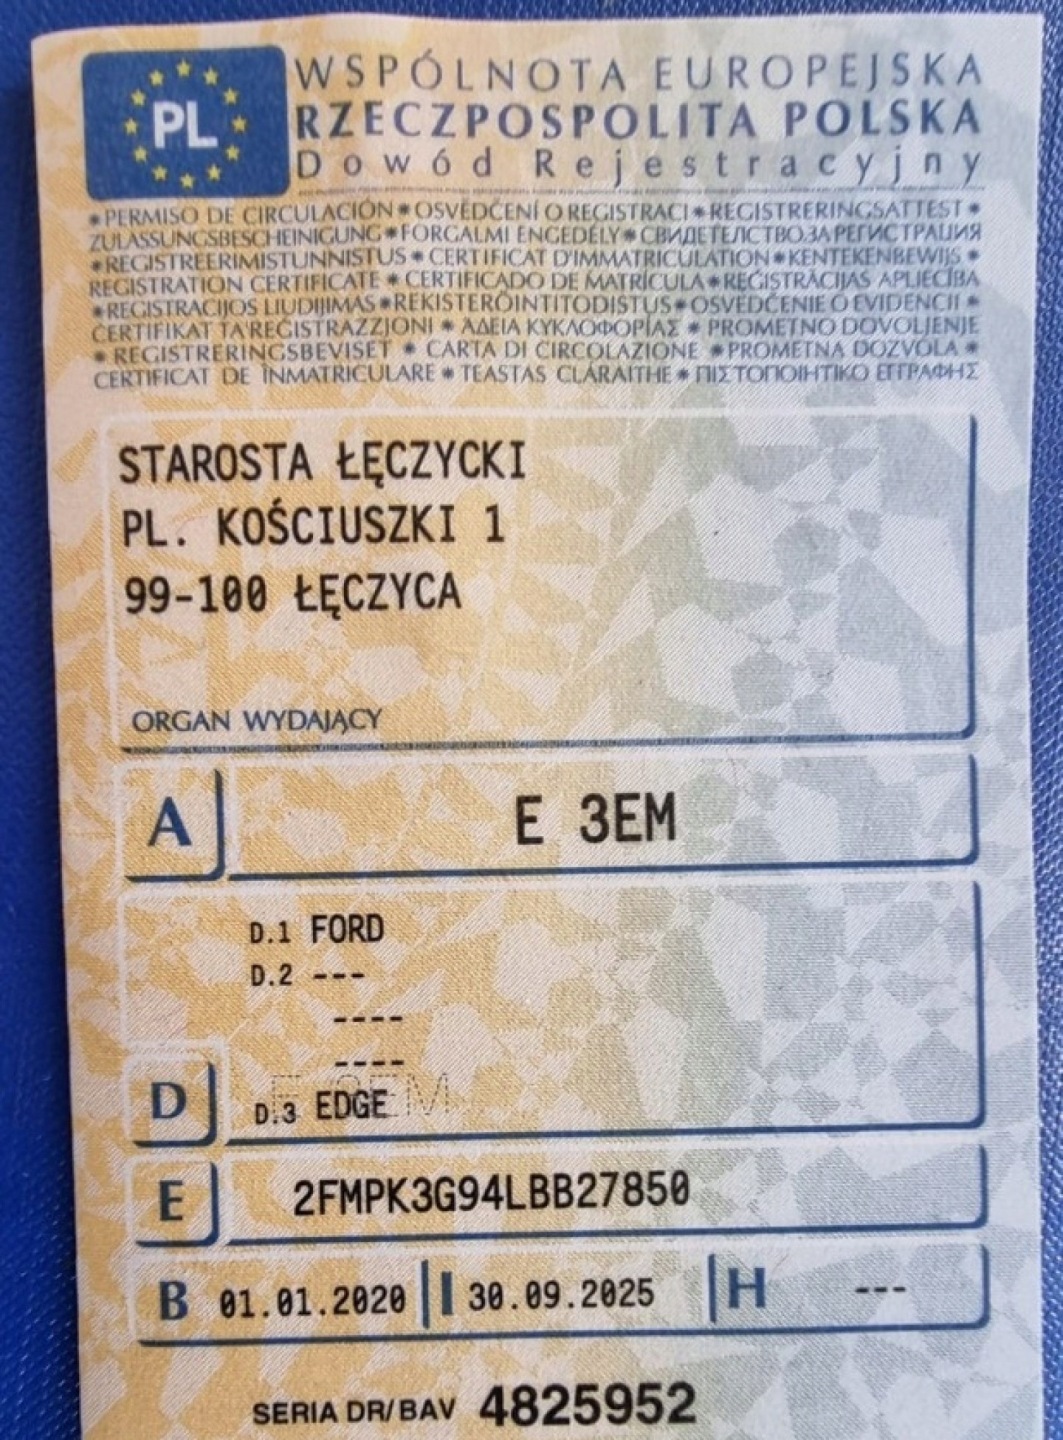 PL
WSPÓLNOTA EUROPEJSKA
RZECZPOSPOLITA POLSKA
Dowód Rejestracyjny
*PERMISO DE CIRCULACIÓN*OSVĚDČENÍ O REGISTRACI*REGISTRERINGSATTEST*
ZULASSUNGSBESCHEINIGUNG*FORGALMI ENGEDÉLY*СВИДЕТЕЛСТВО ЗА РЕГИСТРАЦИЯ
*REGISTREERIMISTUNNISTUS*CERTIFICAT D'IMMATRICULATION*KENTEKENBEWIJS*
REGISTRATION CERTIFICATE*CERTIFICADO DE MATRÍCULA*REĢISTRĀCIJAS APLIECĪBA
*REGISTRACIJOS LIUDIJIMAS*REKISTERÖINTITODISTUS*OSVEDČENIE O EVIDENCII*
ĊERTIFIKAT TA'REĠISTRAZZJONI*ΑΔΕΙΑ ΚΥΚΛΟΦΟΡΙΑΣ*PROMETNO DOVOLJENJE
*REGISTRERINGSBEVISET*CARTA DI CIRCOLAZIONE*PROMETNA DOZVOLA*
CERTIFICAT DE ÎNMATRICULARE*TEASTAS CLÁRAITHE*ΠΙΣΤΟΠΟΙΗΤΙΚΟ ΕΓΓΡΑΦΗΣ
STAROSTA ŁĘCZYCKI
PL. KOŚCIUSZKI 1
99-100 ŁĘCZYCA
ORGAN WYDAJĄCY
A E 3EM
D.1 FORD
D.2 ---
----
----
E 3EM
D D.3 EDGE
E 2FMPK3G94LBB27850
B 01.01.2020 I 30.09.2025 H ---
SERIA DR/BAV 4825952